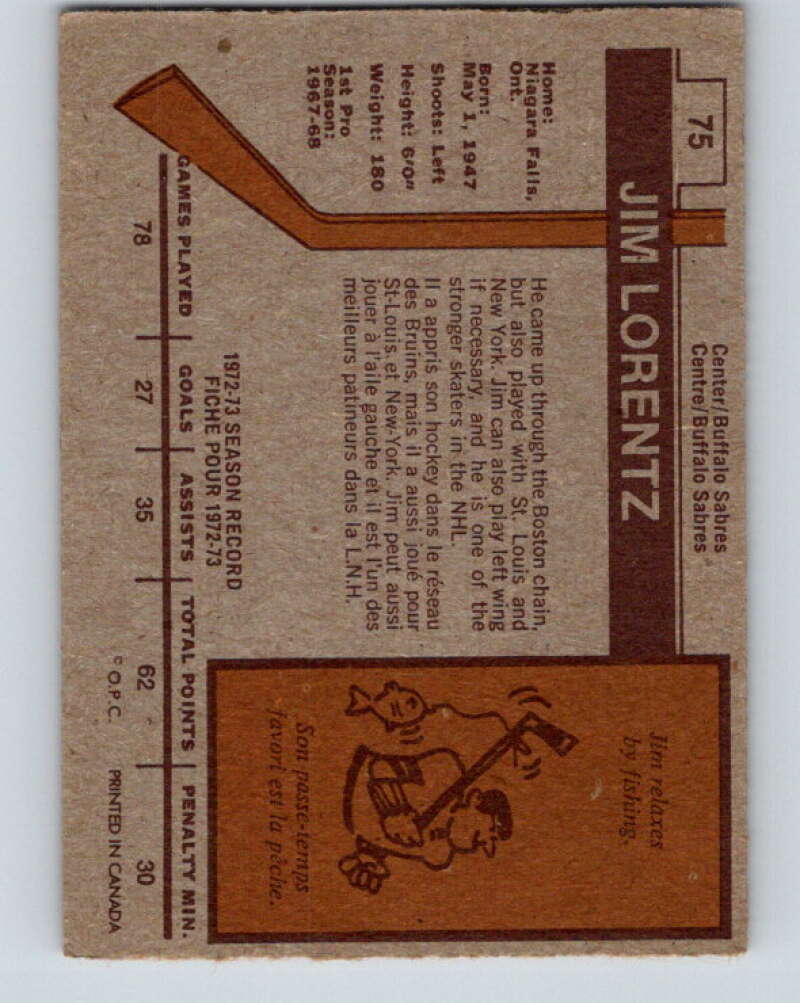 75
JIM LORENTZ
Center/Buffalo Sabres
Centre/Buffalo Sabres
Home:
Niagara Falls,
Ont.
Born:
May 1, 1947
Shoots: Left
Height: 6'0"
Weight: 180
1st Pro
Season:
1967-68
He came up through the Boston chain,
but also played with St. Louis and
New York. Jim can also play left wing
if necessary, and he is one of the
stronger skaters in the NHL.
Il a appris son hockey dans le réseau
des Bruins, mais il a aussi joué pour
St-Louis et New-York. Jim peut aussi
jouer à l'aile gauche et il est l'un des
meilleurs patineurs dans la L.N.H.
Jim relaxes
by fishing.
Son passe-temps
favori est la pêche.
1972-73 SEASON RECORD
FICHE POUR 1972-73
GAMES PLAYED GOALS ASSISTS TOTAL POINTS PENALTY MIN.
78 27 35 62 30
© O.P.C. PRINTED IN CANADA